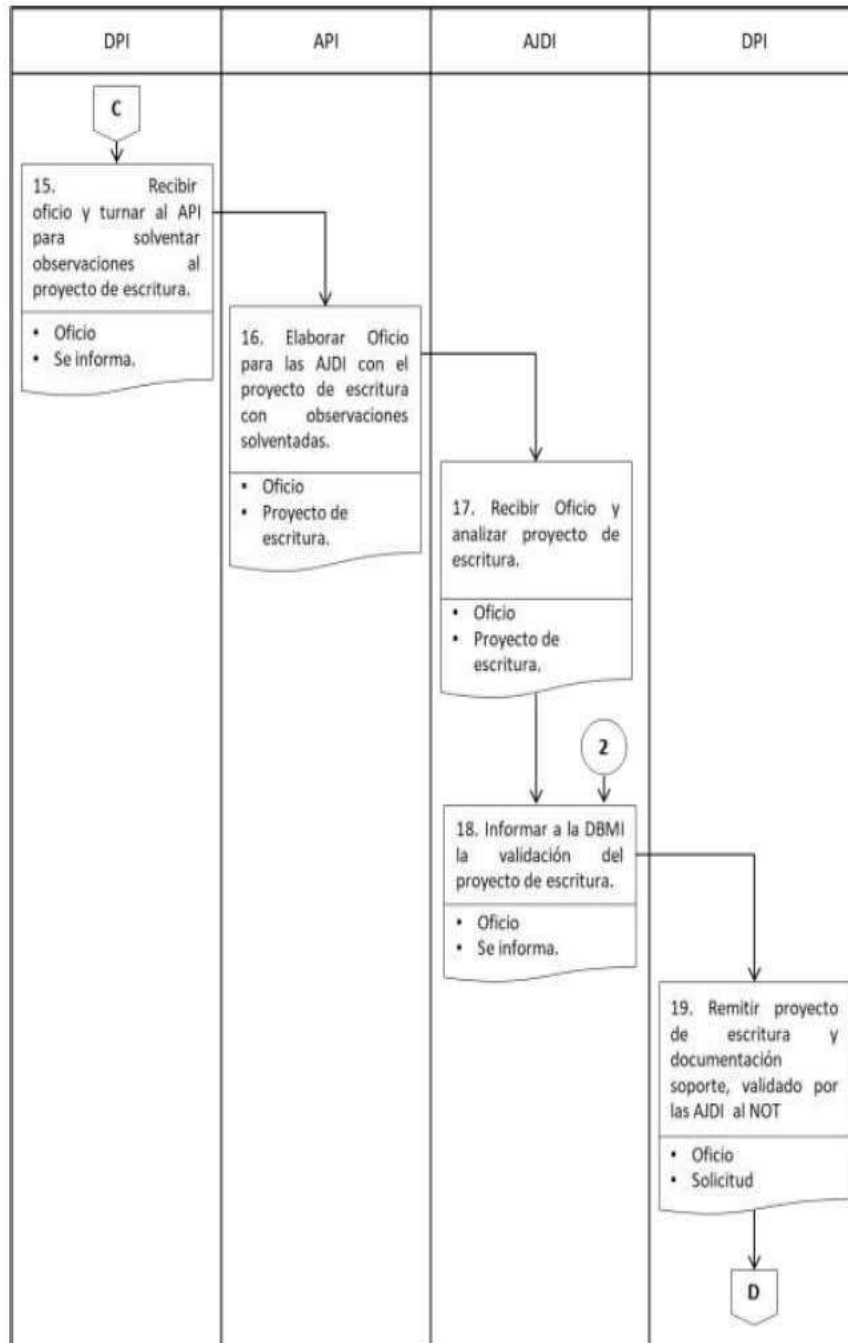 DPI
API
AJDI
DPI
C
15. Recibir
oficio y turnar al API
para solventar
observaciones al
proyecto de escritura.
• Oficio
• Se informa.
16. Elaborar Oficio
para las AJDI con el
proyecto de escritura
con observaciones
solventadas.
• Oficio
• Proyecto de
escritura.
17. Recibir Oficio y
analizar proyecto de
escritura.
• Oficio
• Proyecto de
escritura.
2
18. Informar a la DBMI
la validación del
proyecto de escritura.
• Oficio
• Se informa.
19. Remitir proyecto
de escritura y
documentación
soporte, validado por
las AJDI al NOT
• Oficio
• Solicitud
D